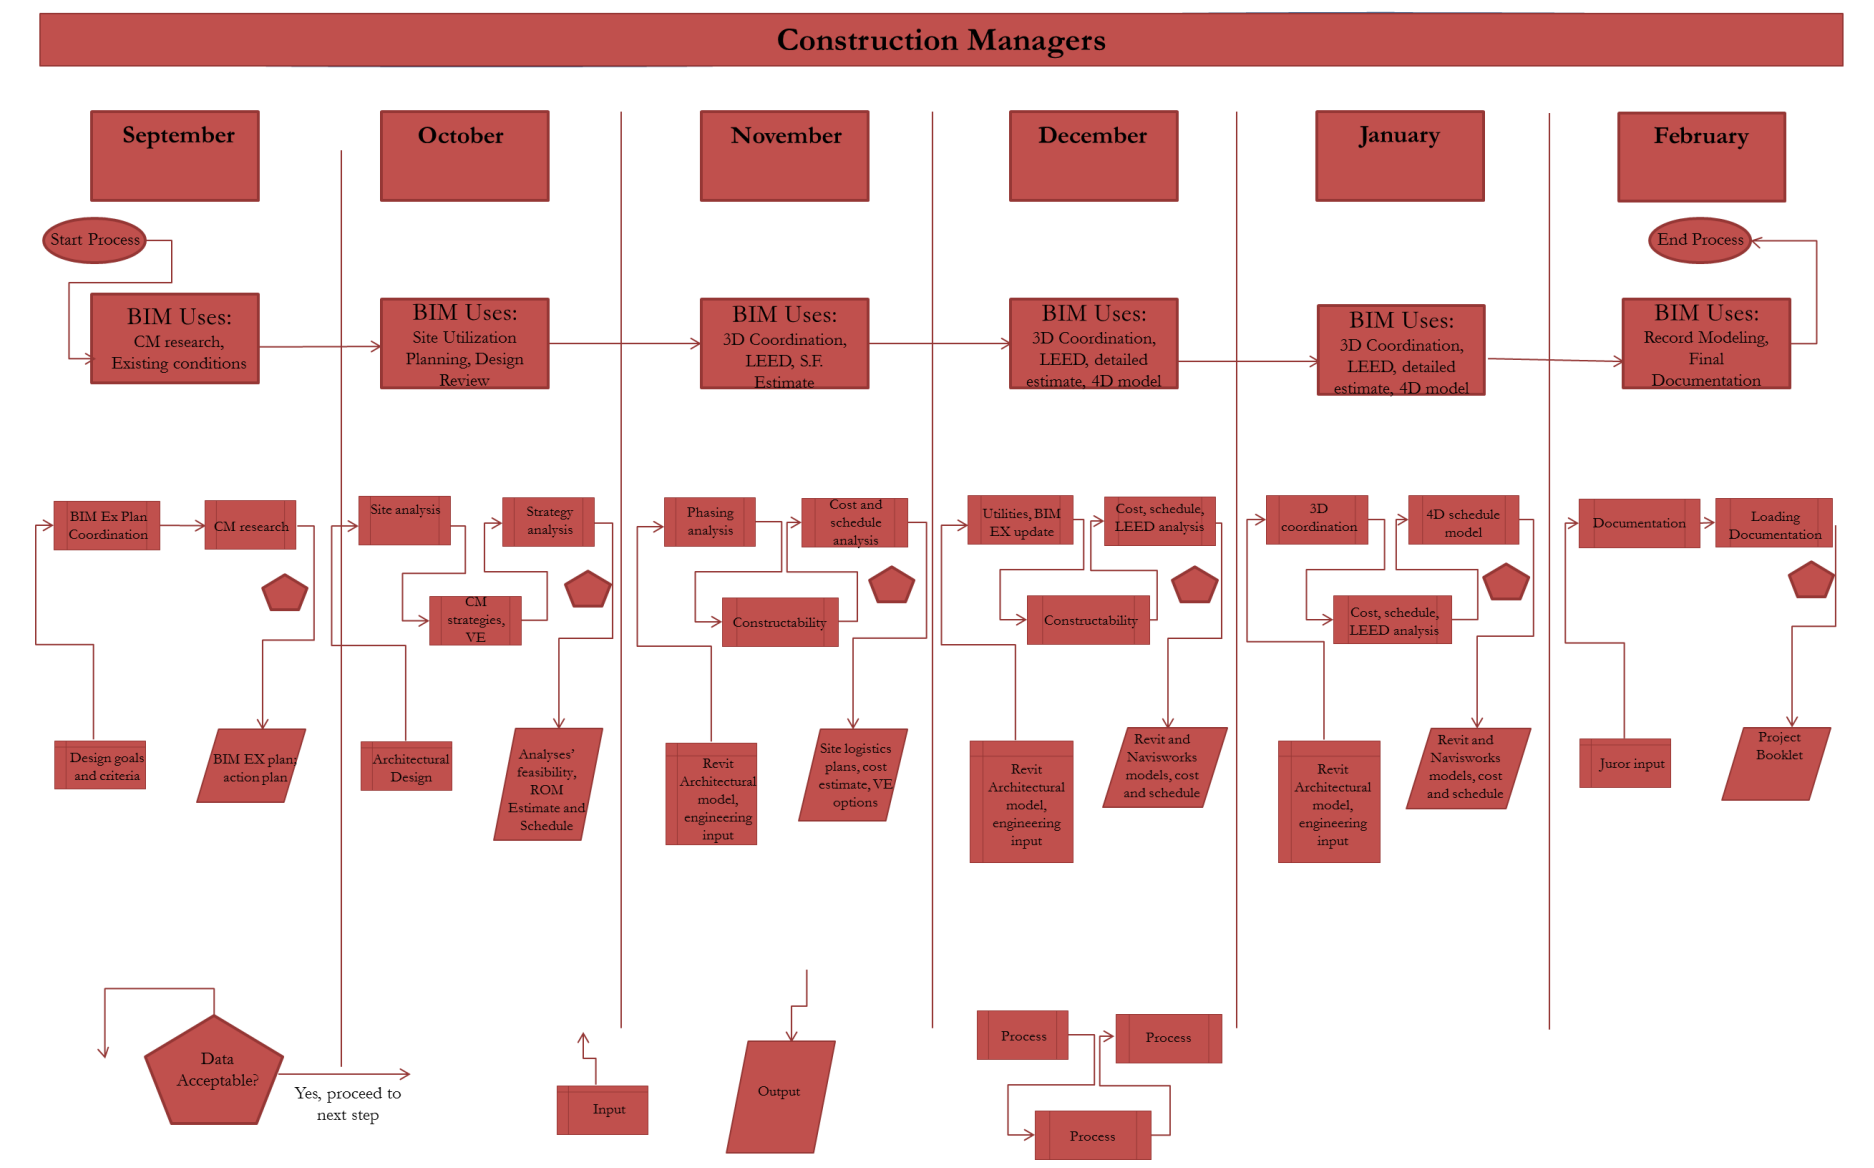 Construction Managers
September
October
November
December
January
February
Start Process
End Process
BIM Uses:
CM research,
Existing conditions
BIM Uses:
Site Utilization
Planning, Design
Review
BIM Uses:
3D Coordination,
LEED, S.F.
Estimate
BIM Uses:
3D Coordination,
LEED, detailed
estimate, 4D model
BIM Uses:
3D Coordination,
LEED, detailed
estimate, 4D model
BIM Uses:
Record Modeling,
Final
Documentation
BIM Ex Plan
Coordination
CM research
Site analysis
CM
strategies,
VE
Strategy
analysis
Phasing
analysis
Constructability
Cost and
schedule
analysis
Utilities, BIM
EX update
Constructability
Cost, schedule,
LEED analysis
3D
coordination
Cost, schedule,
LEED analysis
4D schedule
model
Documentation
Loading
Documentation
Design goals
and criteria
BIM EX plan;
action plan
Architectural
Design
Analyses’
feasibility,
ROM
Estimate and
Schedule
Revit
Architectural
model,
engineering
input
Site logistics
plans, cost
estimate, VE
options
Revit
Architectural
model,
engineering
input
Revit and
Navisworks
models, cost
and schedule
Revit
Architectural
model,
engineering
input
Revit and
Navisworks
models, cost
and schedule
Juror input
Project
Booklet
Data
Acceptable?
Yes, proceed to
next step
Input
Output
Process
Process
Process